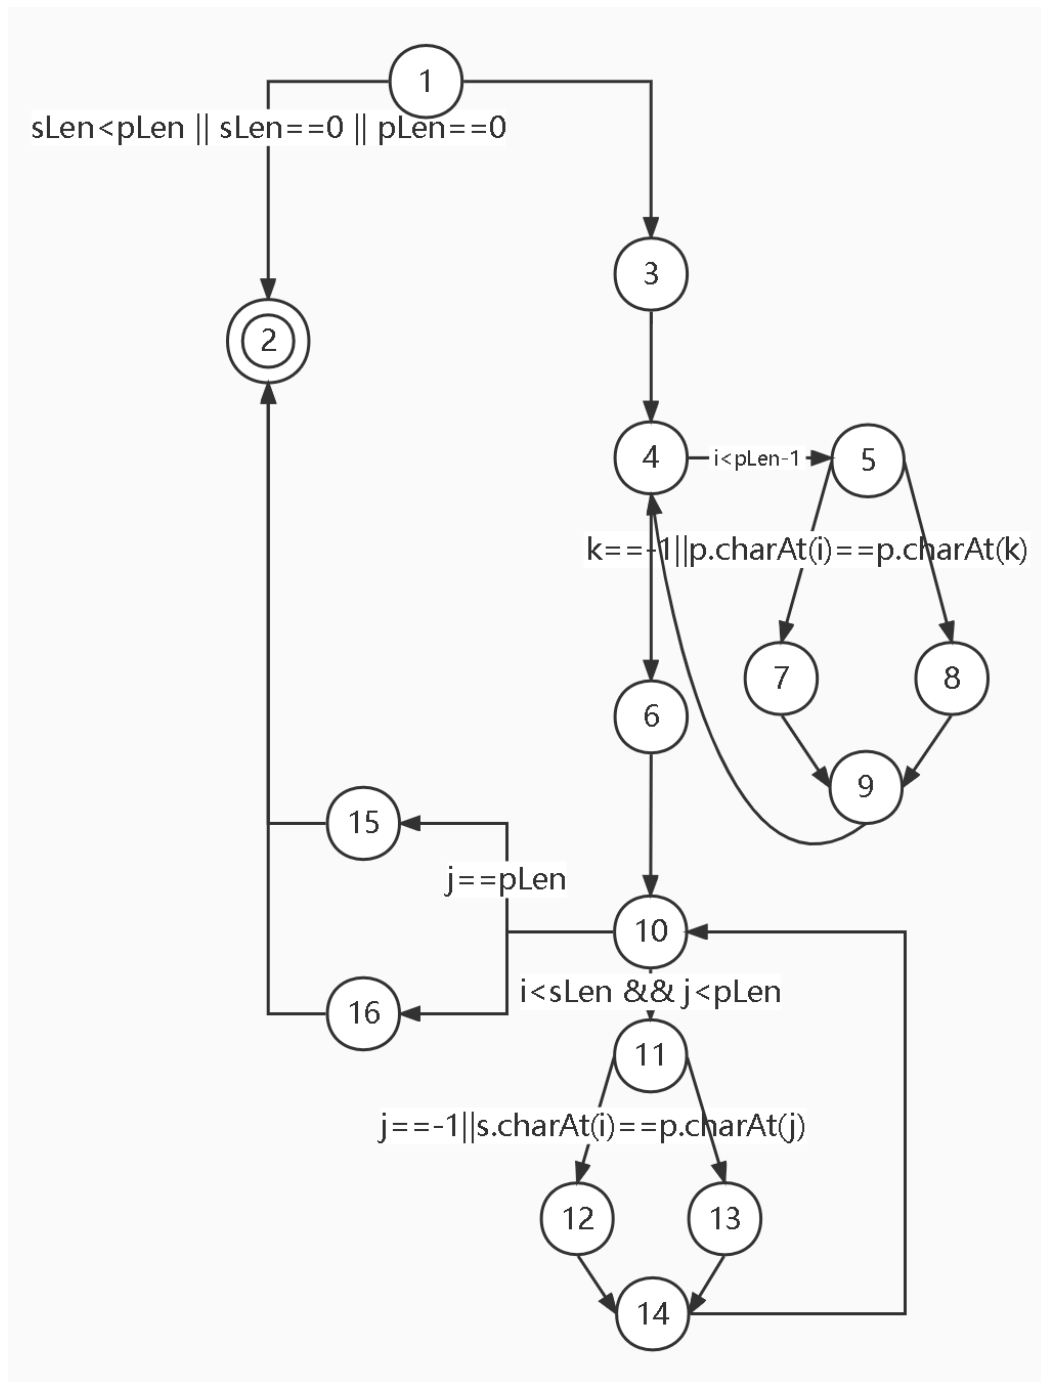 1
sLen<pLen || sLen==0 || pLen==0
3
2
4
i<pLen-1
5
k==-1||p.charAt(i)==p.charAt(k)
7
8
6
9
15
j==pLen
10
16
i<sLen && j<pLen
11
j==-1||s.charAt(i)==p.charAt(j)
12
13
14